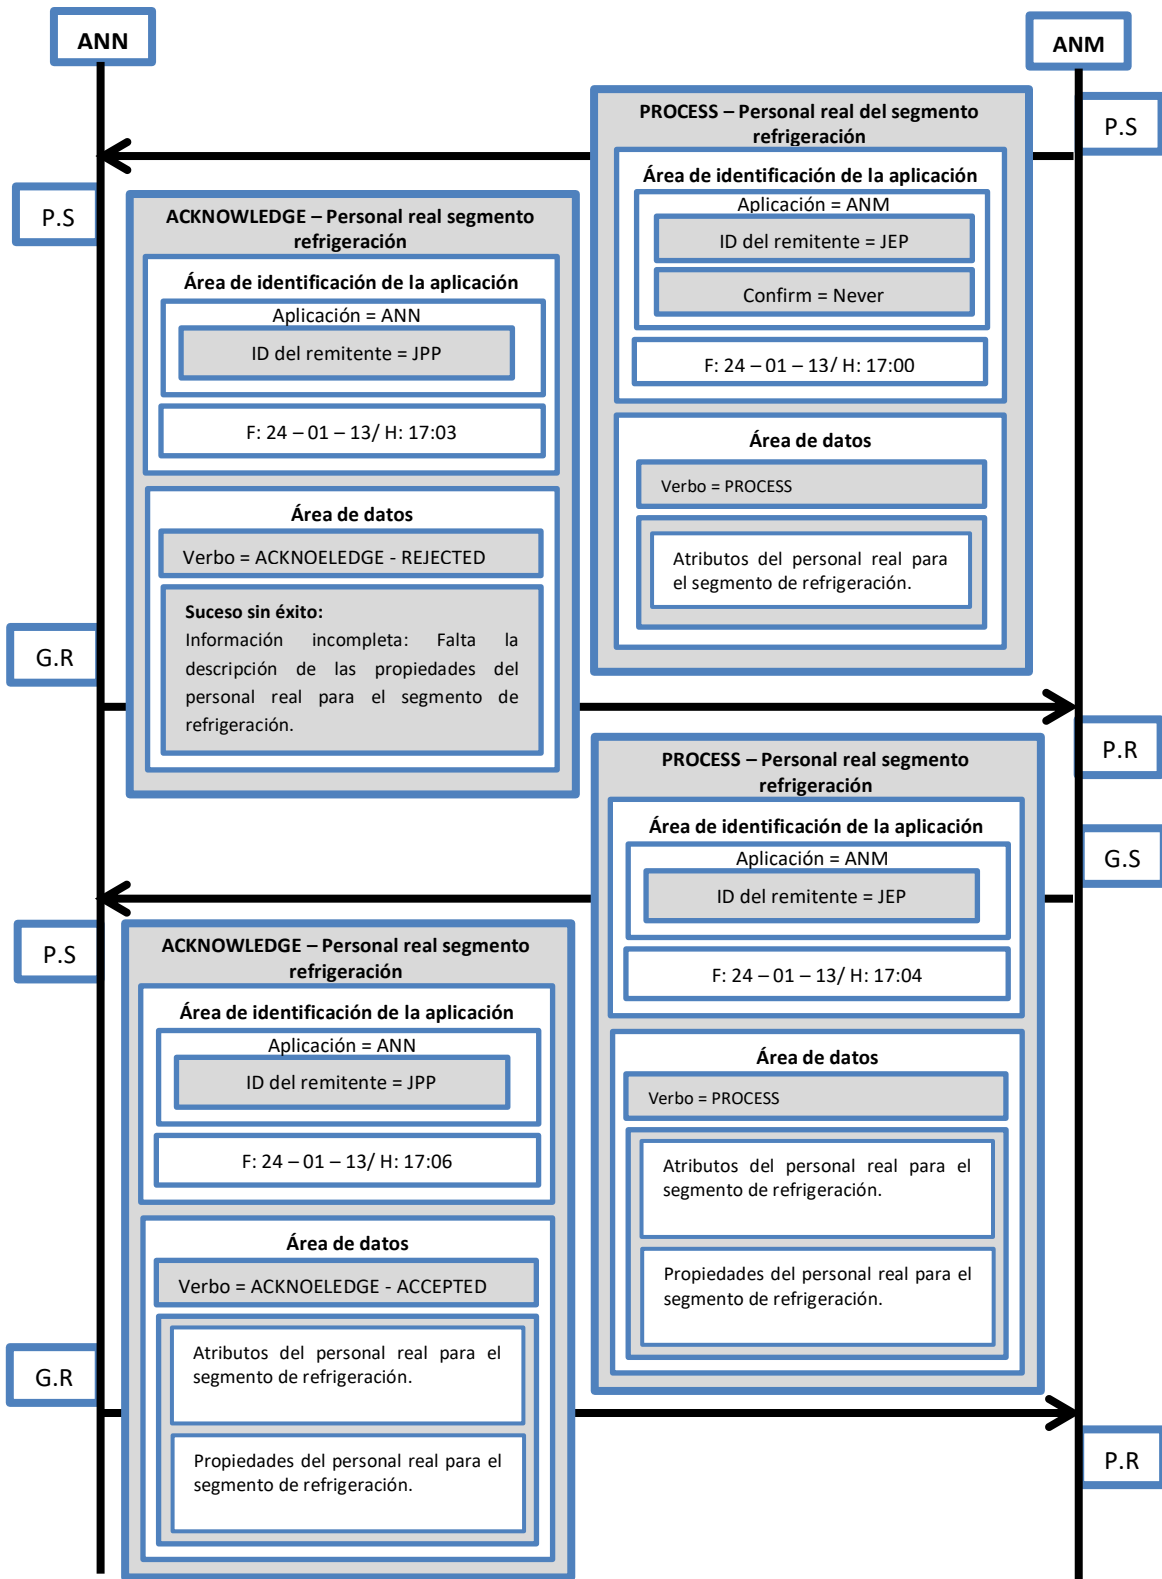 ANN
ANM
PROCESS – Personal real del segmento
refrigeración
P.S
Área de identificación de la aplicación
Aplicación = ANM
ID del remitente = JEP
Confirm = Never
F: 24 – 01 – 13/ H: 17:00
Área de datos
Verbo = PROCESS
Atributos del personal real para
el segmento de refrigeración.
P.S
ACKNOWLEDGE – Personal real segmento
refrigeración
Área de identificación de la aplicación
Aplicación = ANN
ID del remitente = JPP
F: 24 – 01 – 13/ H: 17:03
Área de datos
Verbo = ACKNOELEDGE - REJECTED
Suceso sin éxito:
Información incompleta: Falta la
descripción de las propiedades del
personal real para el segmento de
refrigeración.
G.R
P.R
PROCESS – Personal real segmento
refrigeración
Área de identificación de la aplicación
G.S
Aplicación = ANM
ID del remitente = JEP
F: 24 – 01 – 13/ H: 17:04
Área de datos
Verbo = PROCESS
Atributos del personal real para el
segmento de refrigeración.
Propiedades del personal real para el
segmento de refrigeración.
P.S
ACKNOWLEDGE – Personal real segmento
refrigeración
Área de identificación de la aplicación
Aplicación = ANN
ID del remitente = JPP
F: 24 – 01 – 13/ H: 17:06
Área de datos
Verbo = ACKNOELEDGE - ACCEPTED
Atributos del personal real para el
segmento de refrigeración.
Propiedades del personal real para el
segmento de refrigeración.
G.R
P.R